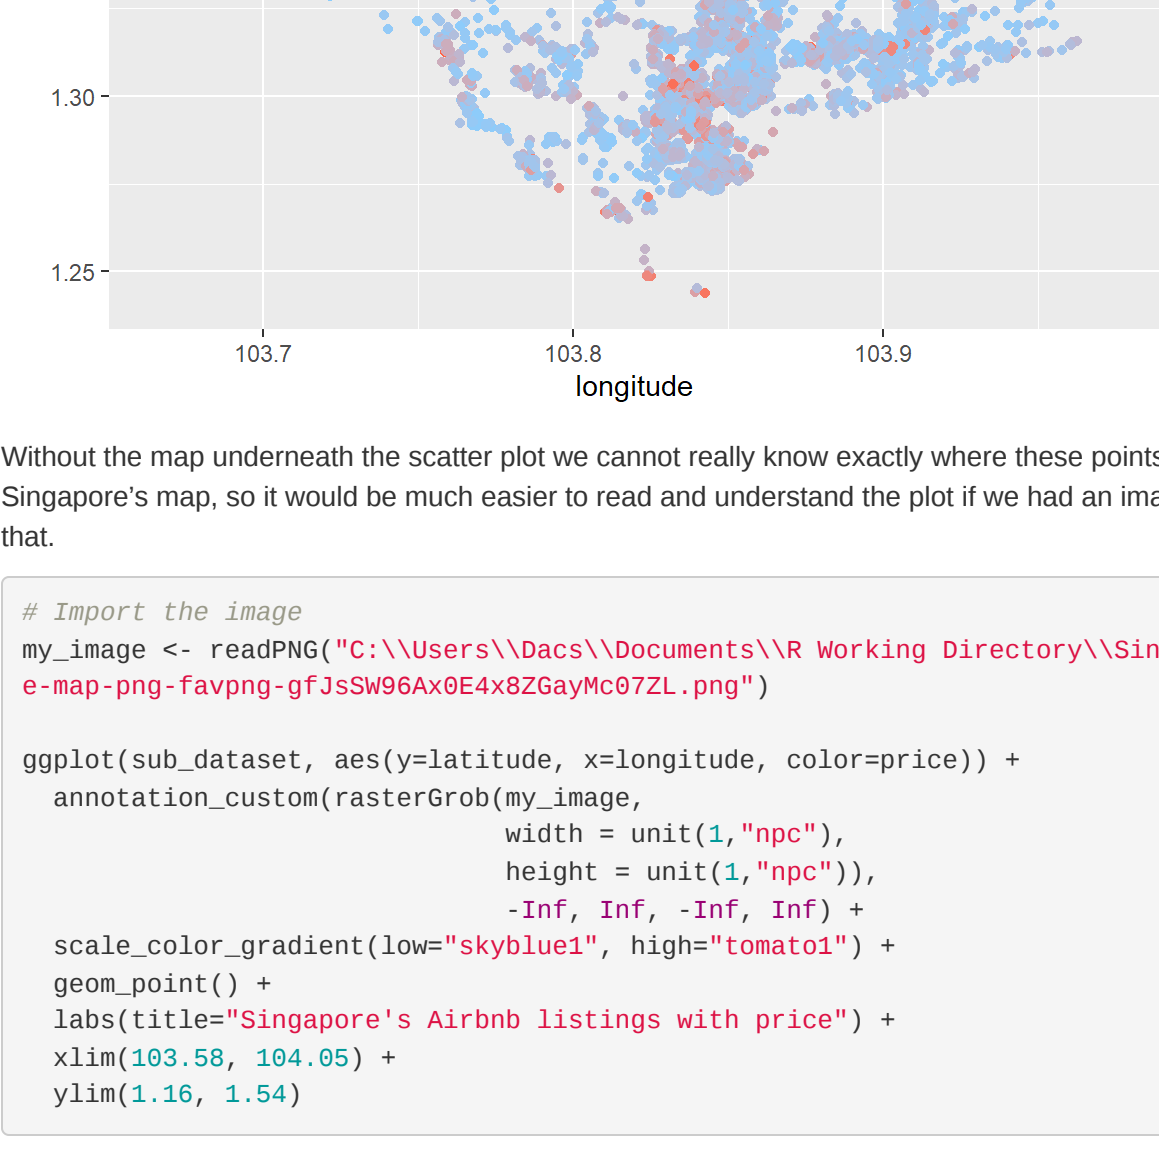 1.30
1.25
103.7 103.8 103.9
longitude
Without the map underneath the scatter plot we cannot really know exactly where these points
Singapore’s map, so it would be much easier to read and understand the plot if we had an
that.
# Import the image
my_image <- readPNG("C:\\Users\\Dacs\\Documents\\R Working Directory\\Sin
e-map-png-favpng-gfJsSW96Ax0E4x8ZGayMc07ZL.png")
ggplot(sub_dataset, aes(y=latitude, x=longitude, color=price)) +
annotation_custom(rasterGrob(my_image,
width = unit(1,"npc"),
height = unit(1,"npc")),
-Inf, Inf, -Inf, Inf) +
scale_color_gradient(low="skyblue1", high="tomato1") +
geom_point() +
labs(title="Singapore's Airbnb listings with price") +
xlim(103.58, 104.05) +
ylim(1.16, 1.54)